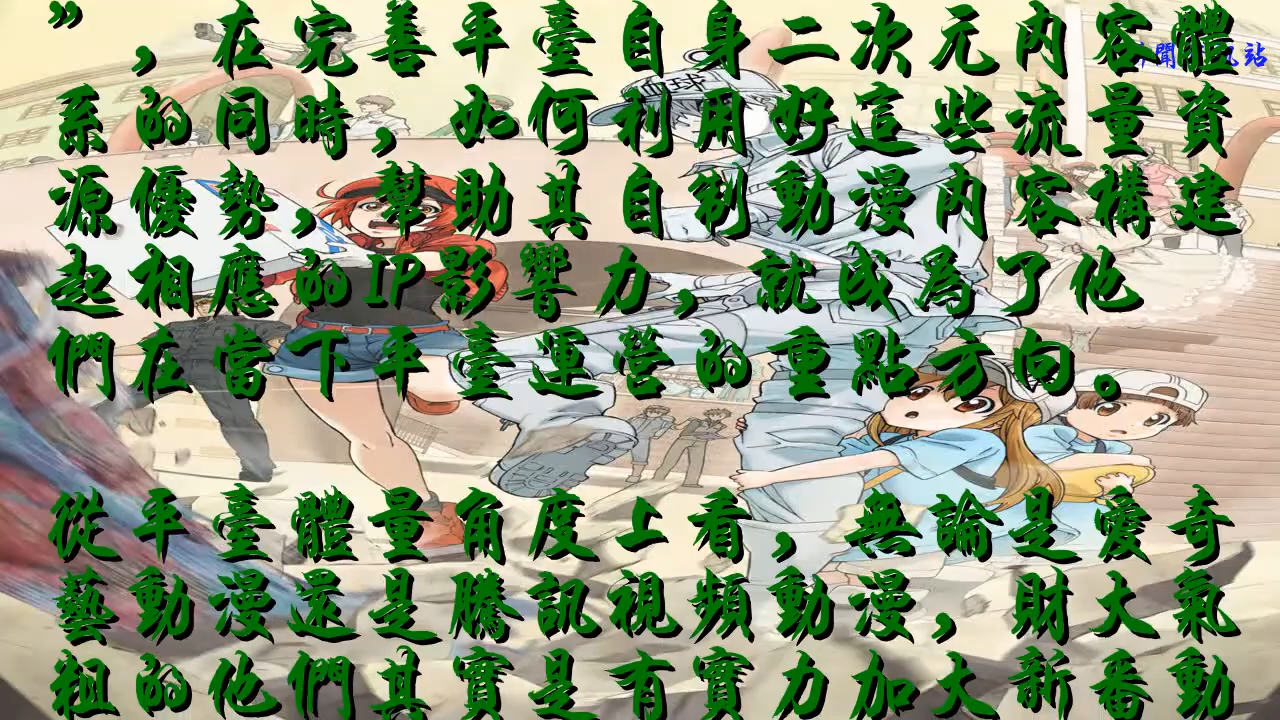 ”，在完善平臺自身二次元內容體
系的同時，如何利用好這些流量資
源優勢，幫助其自制動漫內容構建
起相應的IP影響力，就成爲了他
們在當下平臺運營的重點方向。
從平臺體量角度上看，無論是愛奇
藝動漫還是騰訊視頻動漫，財大氣
粗的他們其實是有實力加大新番動